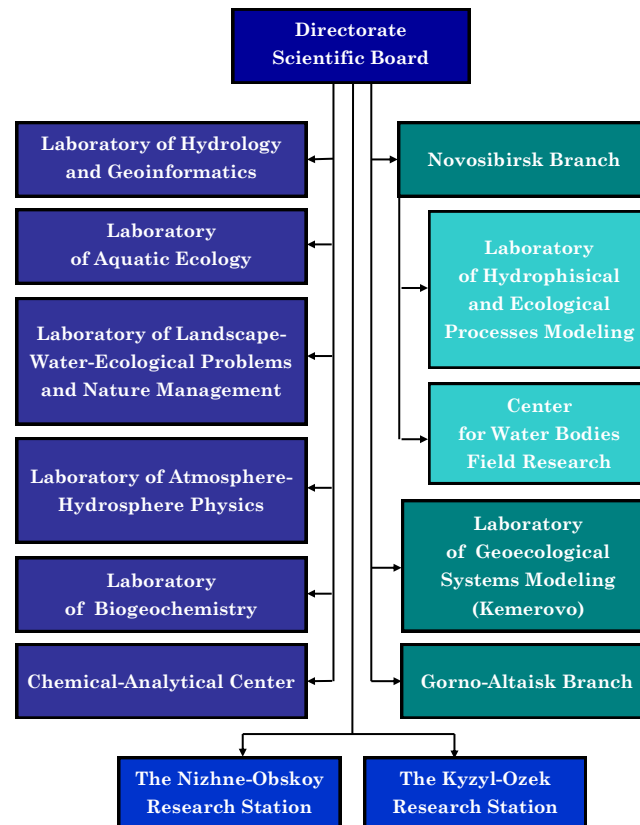 Directorate
Scientific Board
Laboratory of Hydrology
and Geoinformatics
Laboratory
of Aquatic Ecology
Laboratory of Landscape-
Water-Ecological Problems
and Nature Management
Laboratory of Atmosphere-
Hydrosphere Physics
Laboratory
of Biogeochemistry
Chemical-Analytical Center
Novosibirsk Branch
Laboratory
of Hydrophisical
and Ecological
Processes Modeling
Center
for Water Bodies
Field Research
Laboratory
of Geoecological
Systems Modeling
(Kemerovo)
Gorno-Altaisk Branch
The Nizhne-Obskoy
Research Station
The Kyzyl-Ozek
Research Station